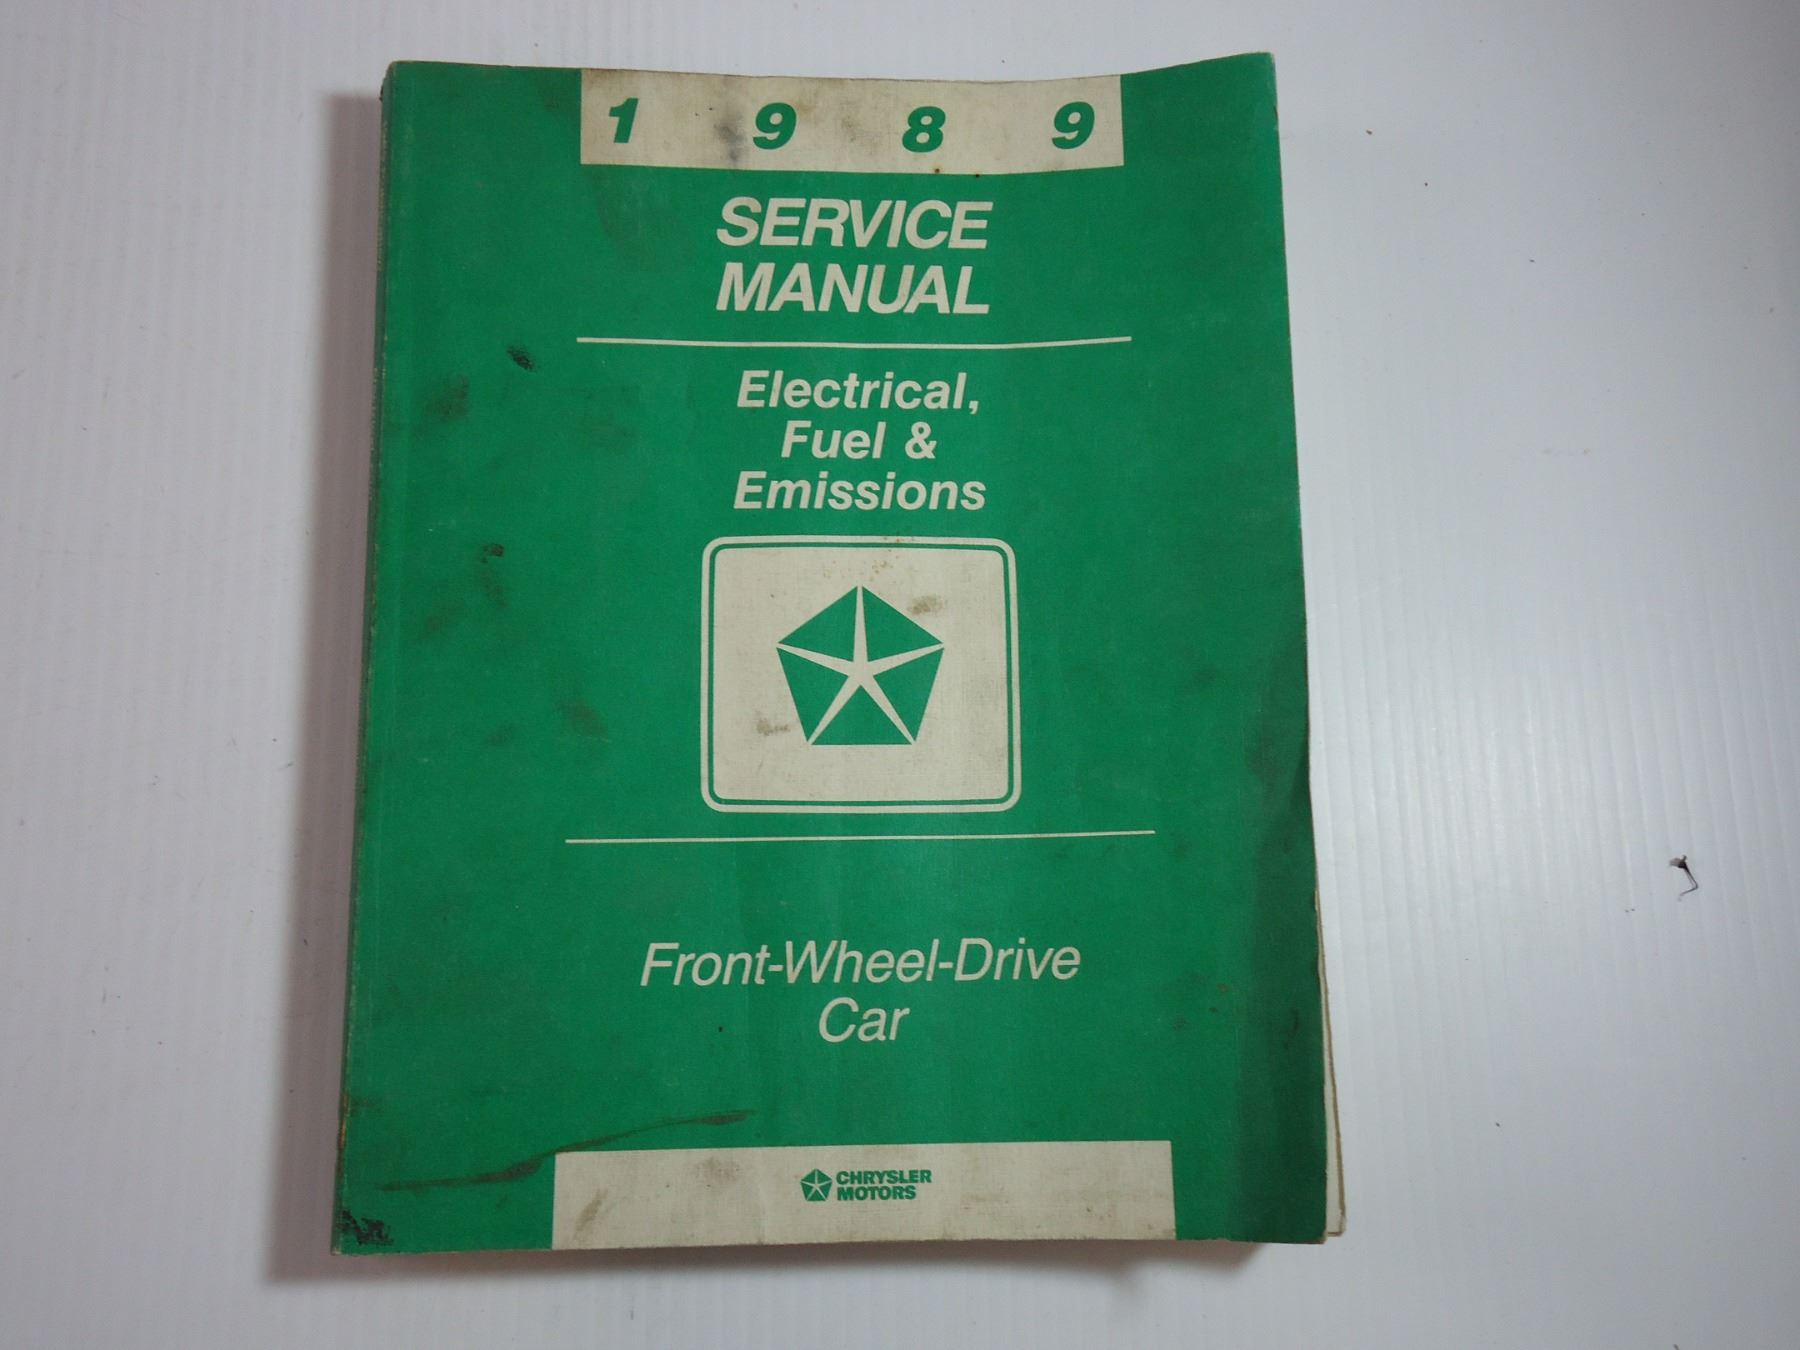 1 9 8 9
SERVICE
MANUAL
Electrical,
Fuel &
Emissions
Front-Wheel-Drive
Car
CHRYSLER
MOTORS